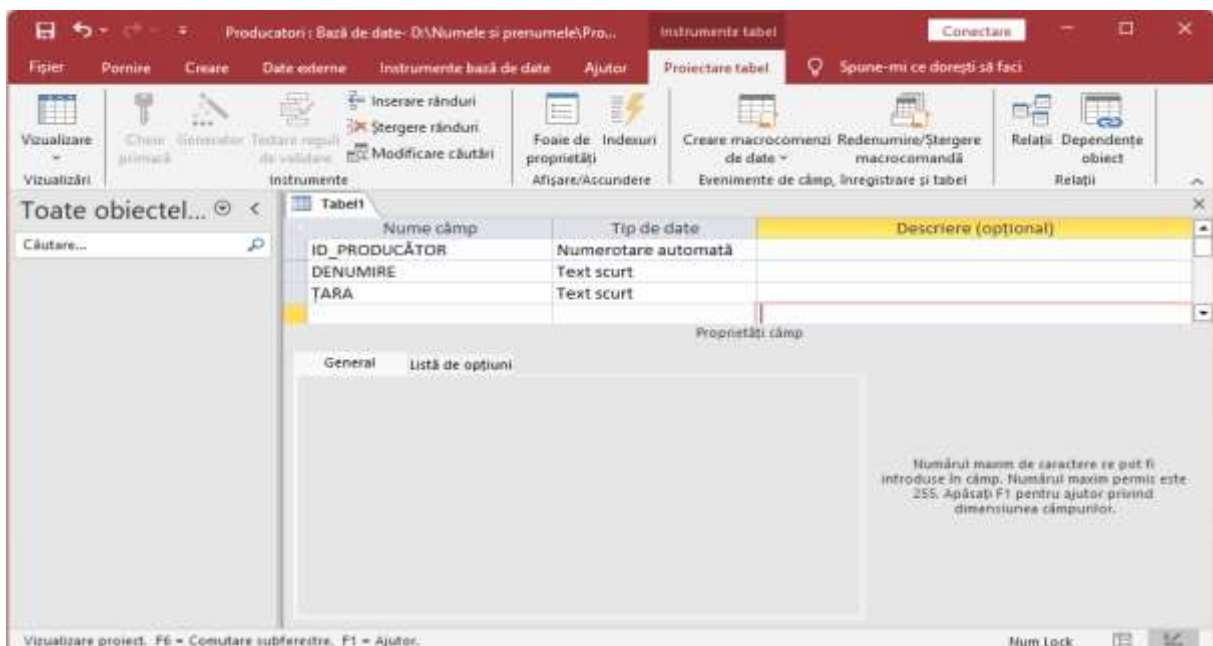 Producatori : Bază de date- D:\Numele si prenumele\Pro...
Instrumente tabel
Conectare
Fișier Pornire Creare Date externe Instrumente bază de date Ajutor Proiectare tabel Spune-mi ce dorești să faci
Vizualizare
Cheie primară
Generator
Testare reguli de validare
Inserare rânduri
Ștergere rânduri
Modificare căutări
Foaie de proprietăți
Indexuri
Creare macrocomenzi de date
Redenumire/Ștergere macrocomandă
Relații
Dependențe obiect
Vizualizări Instrumente Afișare/Ascundere Evenimente de câmp, înregistrare și tabel Relații
Toate obiectel...
Căutare...
Tabel1
Nume câmp Tip de date Descriere (opțional)
ID_PRODUCĂTOR Numerotare automată
DENUMIRE Text scurt
ȚARA Text scurt
Proprietăți câmp
General Listă de opțiuni
Numărul maxim de caractere ce pot fi
introduse în câmp. Numărul maxim permis este
255. Apăsați F1 pentru ajutor privind
dimensiunea câmpurilor.
Vizualizare proiect. F6 = Comutare subferestre. F1 = Ajutor.
Num Lock